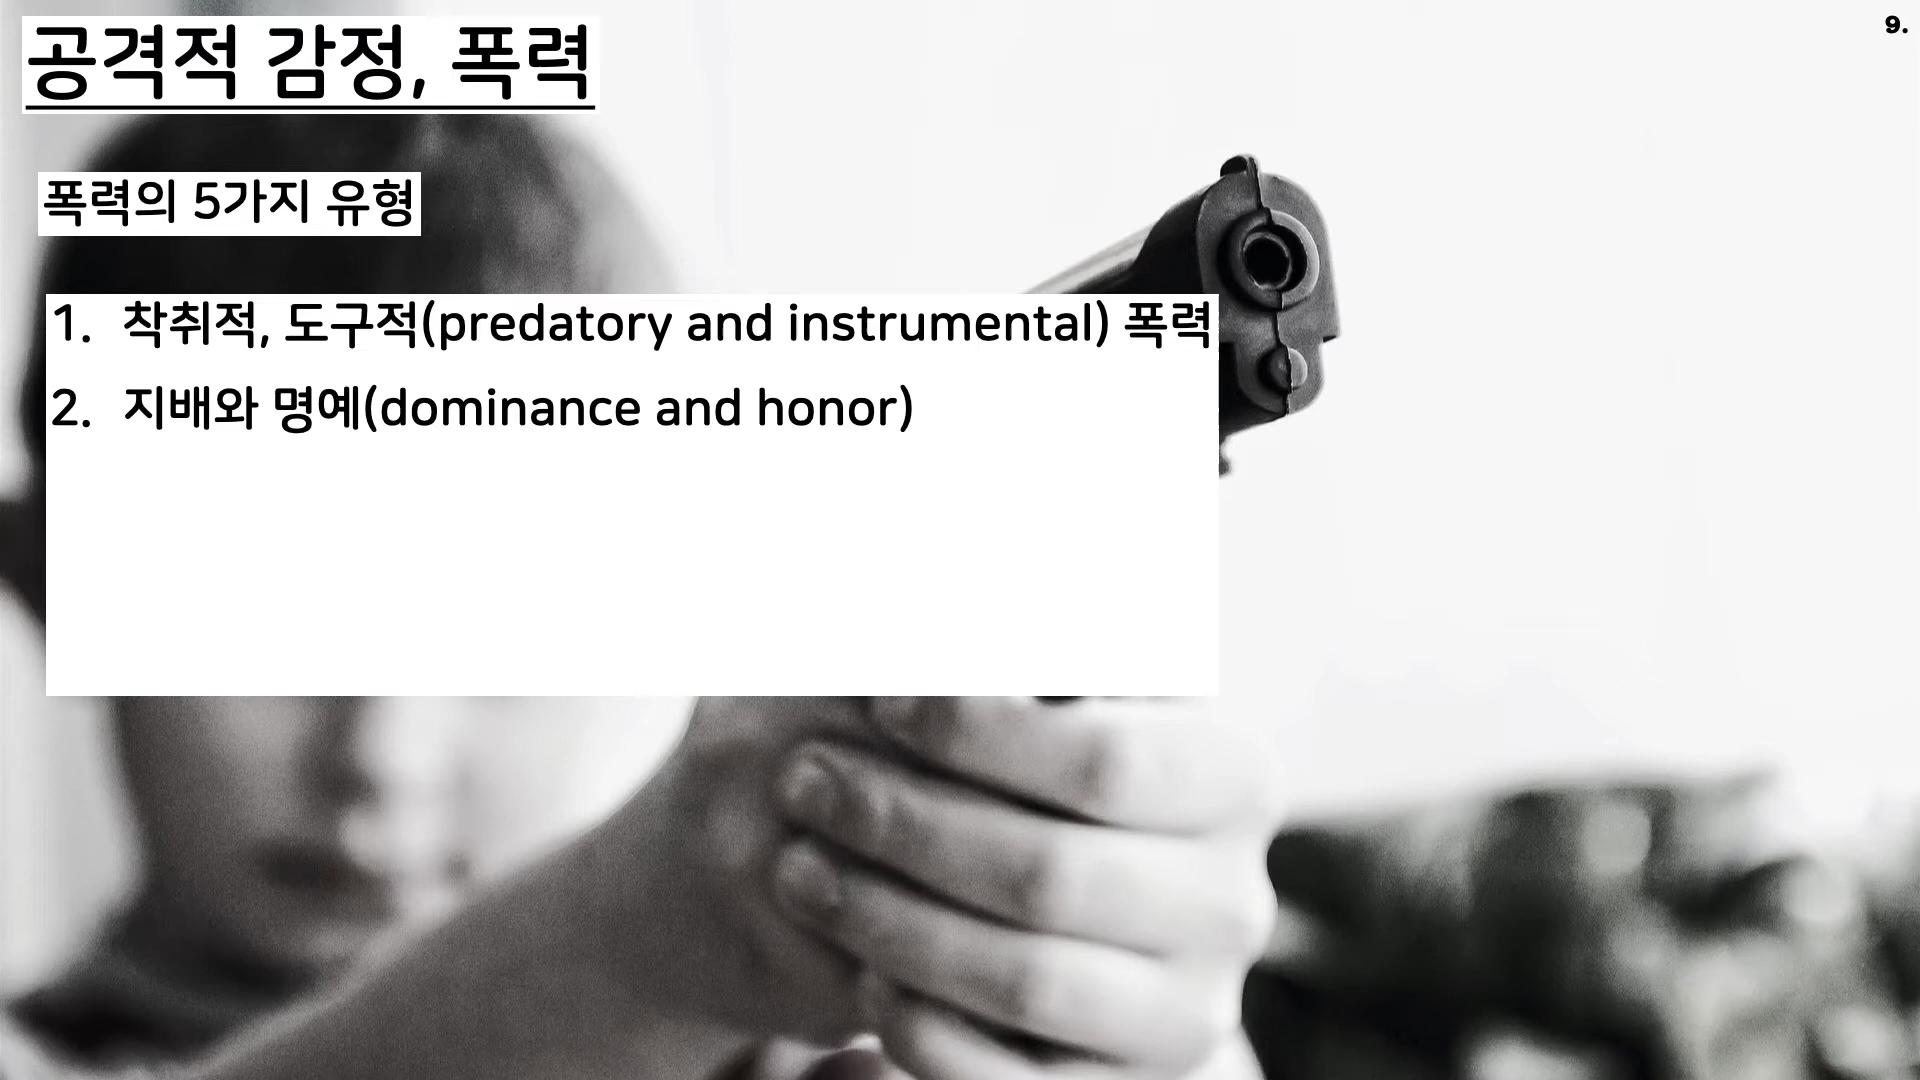 9.
공격적 감정, 폭력
폭력의 5가지 유형
1. 착취적, 도구적(predatory and instrumental) 폭력
2. 지배와 명예(dominance and honor)